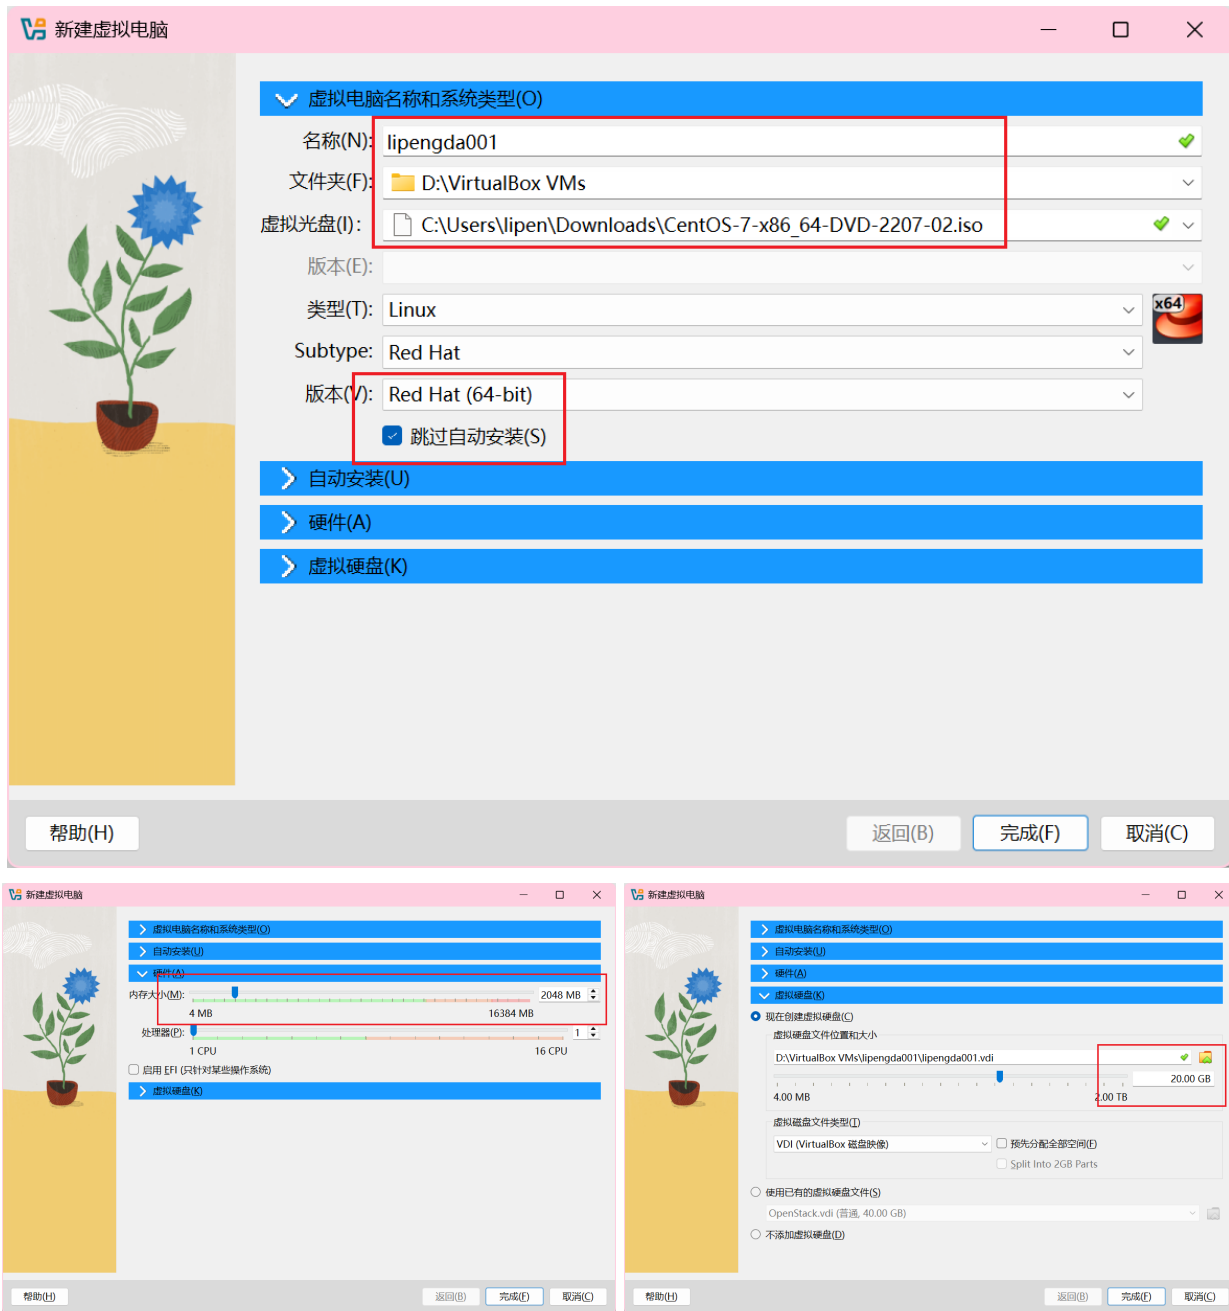 新建虚拟电脑
虚拟电脑名称和系统类型(O)
名称(N): lipengda001
文件夹(F): D:\VirtualBox VMs
虚拟光盘(I): C:\Users\lipen\Downloads\CentOS-7-x86_64-DVD-2207-02.iso
版本(E):
类型(T): Linux
x64
Subtype: Red Hat
版本(V): Red Hat (64-bit)
跳过自动安装(S)
自动安装(U)
硬件(A)
虚拟硬盘(K)
帮助(H) 返回(B) 完成(F) 取消(C)
新建虚拟电脑
虚拟电脑名称和系统类型(O)
自动安装(U)
硬件(A)
内存大小(M): 2048 MB
4 MB 16384 MB
处理器(P): 1
1 CPU 16 CPU
启用 EFI (只针对某些操作系统)
虚拟硬盘(K)
帮助(H) 返回(B) 完成(F) 取消(C)
新建虚拟电脑
虚拟电脑名称和系统类型(O)
自动安装(U)
硬件(A)
虚拟硬盘(K)
现在创建虚拟硬盘(C)
虚拟硬盘文件位置和大小
D:\VirtualBox VMs\lipengda001\lipengda001.vdi
20.00 GB
4.00 MB 2.00 TB
虚拟磁盘文件类型(T)
VDI (VirtualBox 磁盘映像) 预先分配全部空间(F)
Split Into 2GB Parts
使用已有的虚拟硬盘文件(S)
OpenStack.vdi (普通, 40.00 GB)
不添加虚拟硬盘(D)
帮助(H) 返回(B) 完成(F) 取消(C)